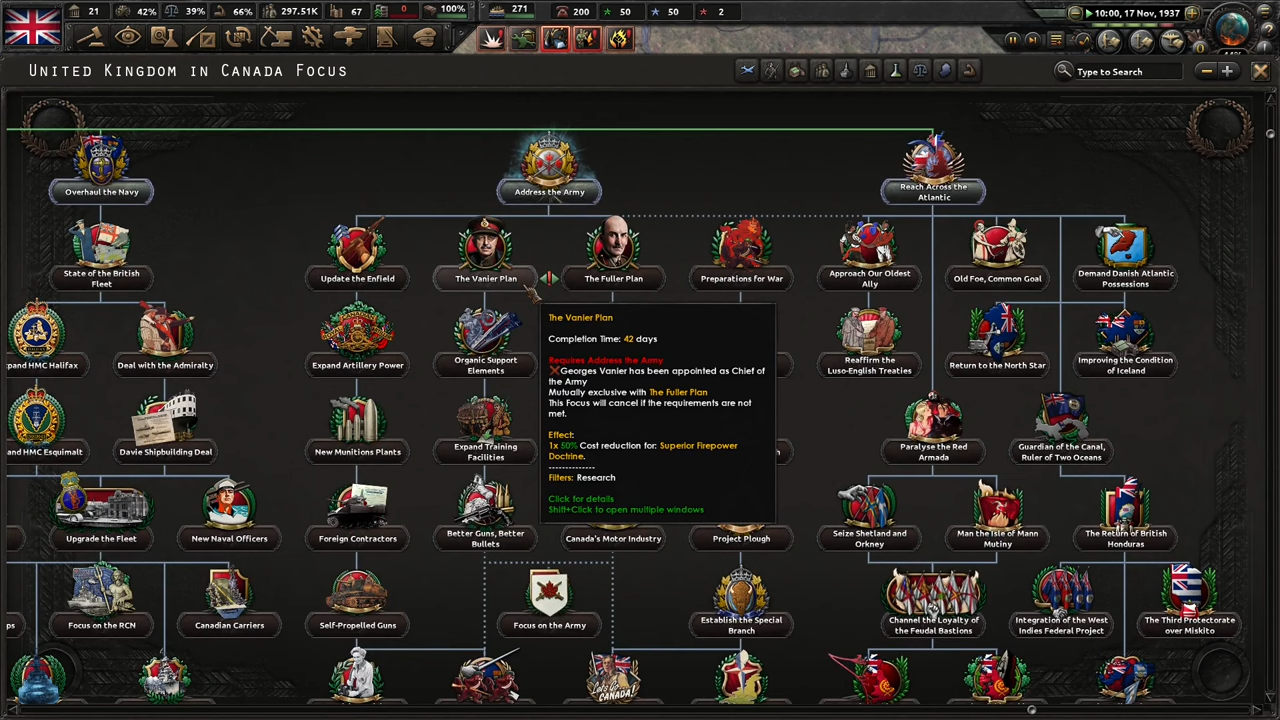 21 42% 39% 66% 297.51K 67 0 100% 271 200 50 50 2 10:00, 17 Nov, 1937
United Kingdom in Canada Focus
Type to Search
Overhaul the Navy
Address the Army
Reach Across the
Atlantic
State of the British
Fleet
Update the Enfield
The Vanier Plan
The Fuller Plan
Preparations for War
Approach Our Oldest
Ally
Old Foe, Common Goal
Demand Danish Atlantic
Possessions
The Vanier Plan
Completion Time: 42 days
Requires Address the Army
Georges Vanier has been appointed as Chief of
the Army
Mutually exclusive with The Fuller Plan
This Focus will cancel if the requirements are not
met.
Effect:
1x 50% Cost reduction for: Superior Firepower
Doctrine.
--------------
Filters: Research
Click for details
Shift+Click to open multiple windows
pand HMC Halifax
Deal with the Admiralty
Expand Artillery Power
Organic Support
Elements
Reaffirm the
Luso-English Treaties
Return to the North Star
Improving the Condition
of Iceland
and HMC Esquimalt
Davie Shipbuilding Deal
New Munitions Plants
Expand Training
Facilities
Paralyse the Red
Armada
Guardian of the Canal,
Ruler of Two Oceans
Upgrade the Fleet
New Naval Officers
Foreign Contractors
Better Guns, Better
Bullets
Canada's Motor Industry
Project Plough
Seize Shetland and
Orkney
Man the Isle of Mann
Mutiny
The Return of British
Honduras
ps
Focus on the RCN
Canadian Carriers
Self-Propelled Guns
Focus on the Army
Establish the Special
Branch
Channel the Loyalty of
the Feudal Bastions
Integration of the West
Indies Federal Project
The Third Protectorate
over Miskito
Let's Go
CANADA!